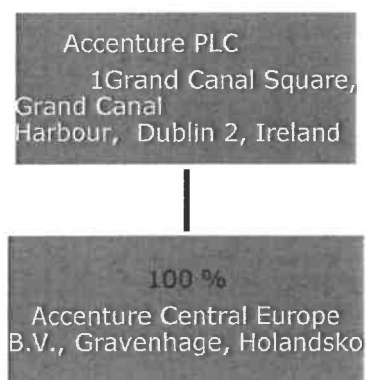 Accenture PLC
1Grand Canal Square,
Grand Canal
Harbour, Dublin 2, Ireland
100 %
Accenture Central Europe
B.V., Gravenhage, Holandsko